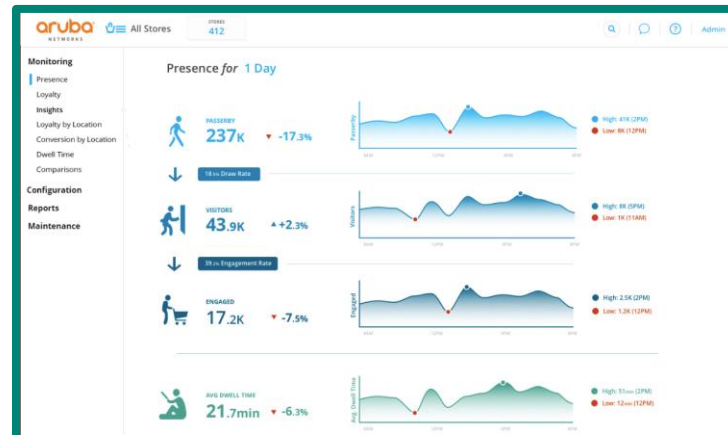 aruba
NETWORKS
All Stores
STORES
412
Admin
Monitoring
Presence
Loyalty
Insights
Loyalty by Location
Conversion by Location
Dwell Time
Comparisons
Configuration
Reports
Maintenance
Presence for 1 Day
PASSERBY
237K
-17.3%
Passerby
12PM
High: 41K (2PM)
Low: 8K (12PM)
Draw Rate
VISITORS
43.9K
+2.3%
Visitors
High: 8K (5PM)
Low: 1K (11AM)
Engagement Rate
ENGAGED
17.2K
-7.5%
Engaged
High: 2.5K (2PM)
Low: 1.2K (12PM)
AVG DWELL TIME
21.7min
-6.3%
Avg. Dwell Time
High: 51min (2PM)
Low: 12min (12PM)